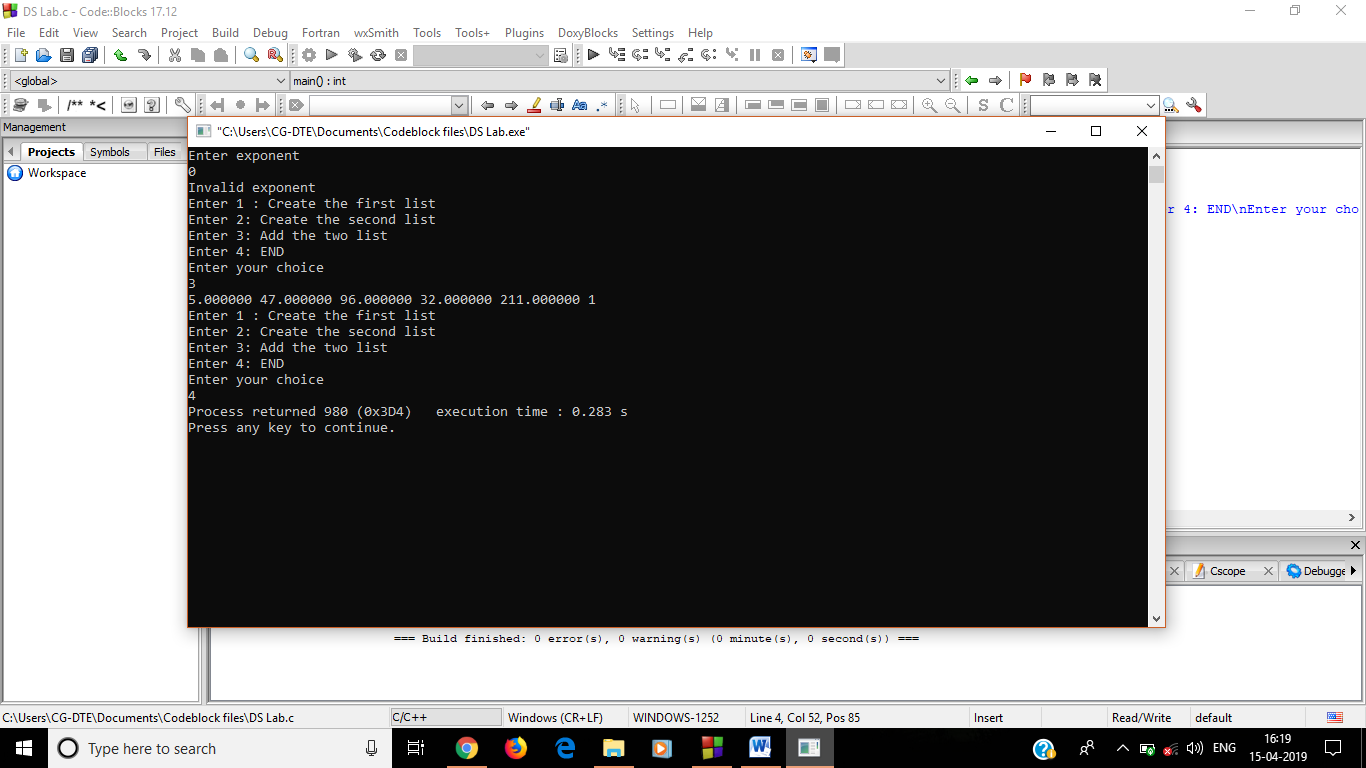 DS Lab.c - Code::Blocks 17.12
File Edit View Search Project Build Debug Fortran wxSmith Tools Tools+ Plugins DoxyBlocks Settings Help
<global> main() : int
/** *<
S C
Management
"C:\Users\CG-DTE\Documents\Codeblock files\DS Lab.exe"
Projects Symbols Files
Workspace
Enter exponent
0
Invalid exponent
Enter 1 : Create the first list
Enter 2: Create the second list
Enter 3: Add the two list
Enter 4: END
Enter your choice
3
5.000000 47.000000 96.000000 32.000000 211.000000 1
Enter 1 : Create the first list
Enter 2: Create the second list
Enter 3: Add the two list
Enter 4: END
Enter your choice
4
Process returned 980 (0x3D4)   execution time : 0.283 s
Press any key to continue.
r 4: END\nEnter your cho
Cscope Debugge
=== Build finished: 0 error(s), 0 warning(s) (0 minute(s), 0 second(s)) ===
C:\Users\CG-DTE\Documents\Codeblock files\DS Lab.c C/C++ Windows (CR+LF) WINDOWS-1252 Line 4, Col 52, Pos 85 Insert Read/Write default
Type here to search
ENG
16:19
15-04-2019